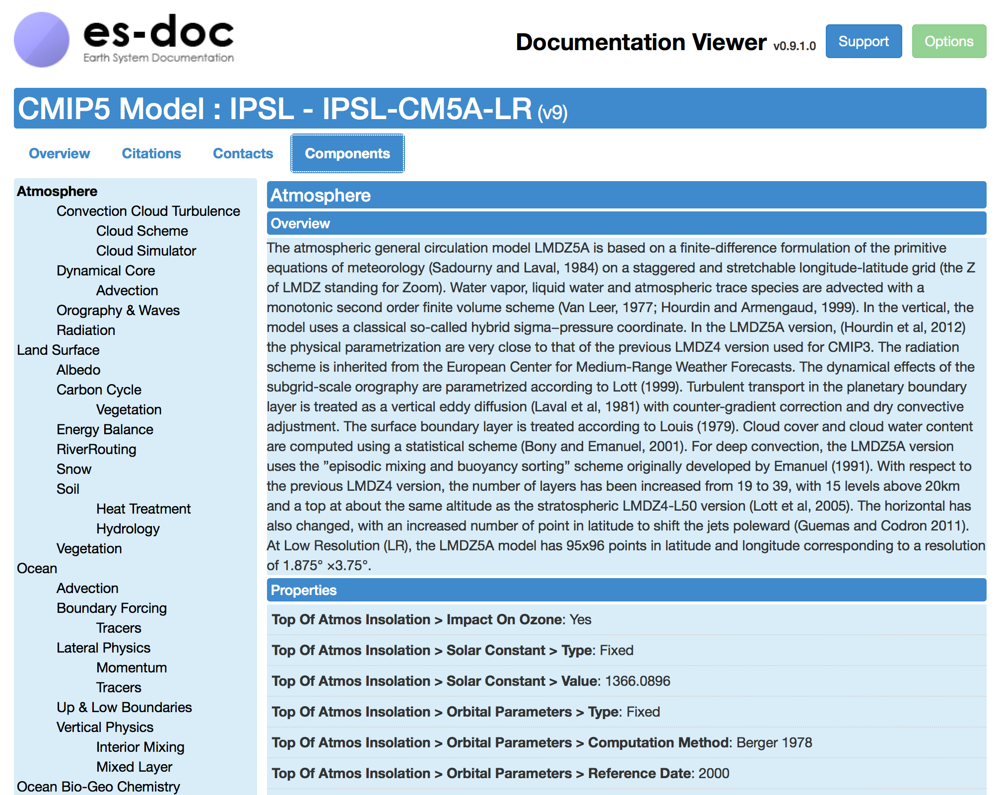 es-doc
Earth System Documentation
Documentation Viewer v0.9.1.0
Support
Options
CMIP5 Model : IPSL - IPSL-CM5A-LR (v9)
Overview
Citations
Contacts
Components
Atmosphere
Convection Cloud Turbulence
Cloud Scheme
Cloud Simulator
Dynamical Core
Advection
Orography & Waves
Radiation
Land Surface
Albedo
Carbon Cycle
Vegetation
Energy Balance
RiverRouting
Snow
Soil
Heat Treatment
Hydrology
Vegetation
Ocean
Advection
Boundary Forcing
Tracers
Lateral Physics
Momentum
Tracers
Up & Low Boundaries
Vertical Physics
Interior Mixing
Mixed Layer
Ocean Bio-Geo Chemistry
Atmosphere
Overview
The atmospheric general circulation model LMDZ5A is based on a finite-difference formulation of the primitive
equations of meteorology (Sadourny and Laval, 1984) on a staggered and stretchable longitude-latitude grid (the Z
of LMDZ standing for Zoom). Water vapor, liquid water and atmospheric trace species are advected with a
monotonic second order finite volume scheme (Van Leer, 1977; Hourdin and Armengaud, 1999). In the vertical, the
model uses a classical so-called hybrid sigma–pressure coordinate. In the LMDZ5A version, (Hourdin et al, 2012)
the physical parametrization are very close to that of the previous LMDZ4 version used for CMIP3. The radiation
scheme is inherited from the European Center for Medium-Range Weather Forecasts. The dynamical effects of the
subgrid-scale orography are parametrized according to Lott (1999). Turbulent transport in the planetary boundary
layer is treated as a vertical eddy diffusion (Laval et al, 1981) with counter-gradient correction and dry convective
adjustment. The surface boundary layer is treated according to Louis (1979). Cloud cover and cloud water content
are computed using a statistical scheme (Bony and Emanuel, 2001). For deep convection, the LMDZ5A version
uses the ”episodic mixing and buoyancy sorting” scheme originally developed by Emanuel (1991). With respect to
the previous LMDZ4 version, the number of layers has been increased from 19 to 39, with 15 levels above 20km
and a top at about the same altitude as the stratospheric LMDZ4-L50 version (Lott et al, 2005). The horizontal has
also changed, with an increased number of point in latitude to shift the jets poleward (Guemas and Codron 2011).
At Low Resolution (LR), the LMDZ5A model has 95x96 points in latitude and longitude corresponding to a resolution
of 1.875° ×3.75°.
Properties
Top Of Atmos Insolation > Impact On Ozone: Yes
Top Of Atmos Insolation > Solar Constant > Type: Fixed
Top Of Atmos Insolation > Solar Constant > Value: 1366.0896
Top Of Atmos Insolation > Orbital Parameters > Type: Fixed
Top Of Atmos Insolation > Orbital Parameters > Computation Method: Berger 1978
Top Of Atmos Insolation > Orbital Parameters > Reference Date: 2000